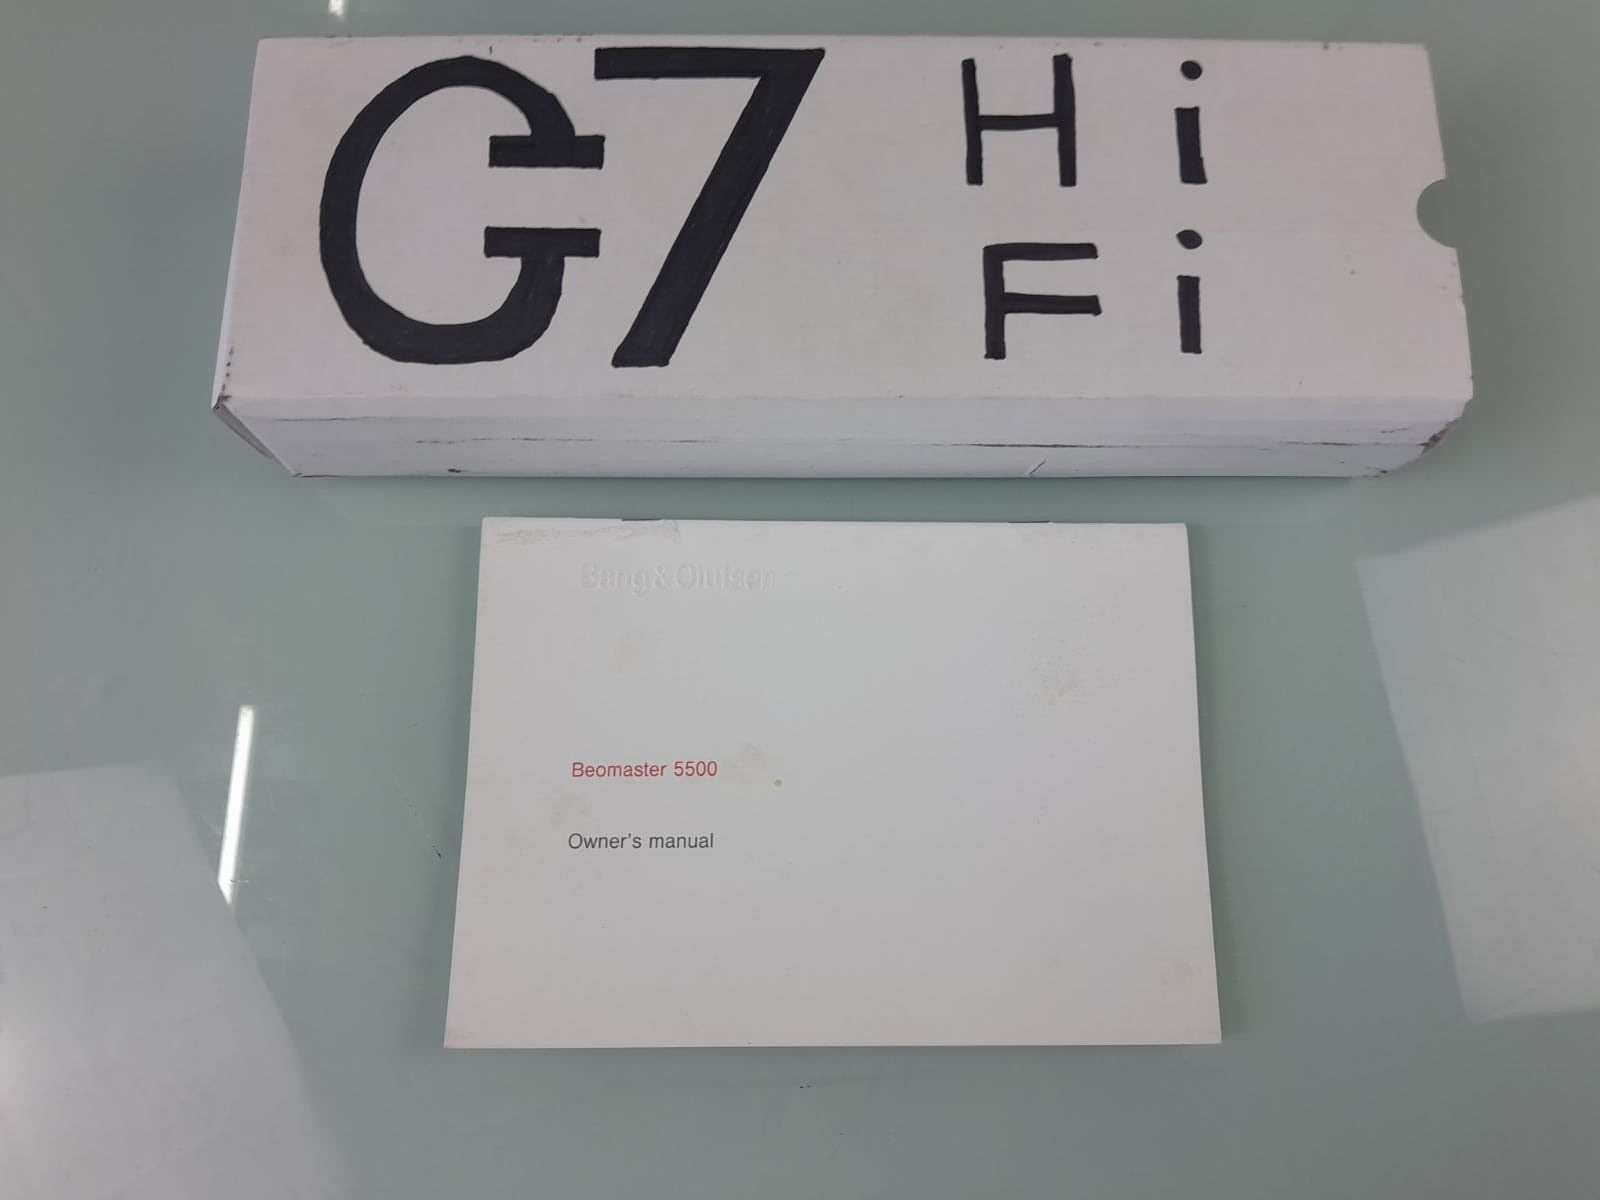 G7 Hi
Fi
Bang & Olufsen
Beomaster 5500
Owner's manual